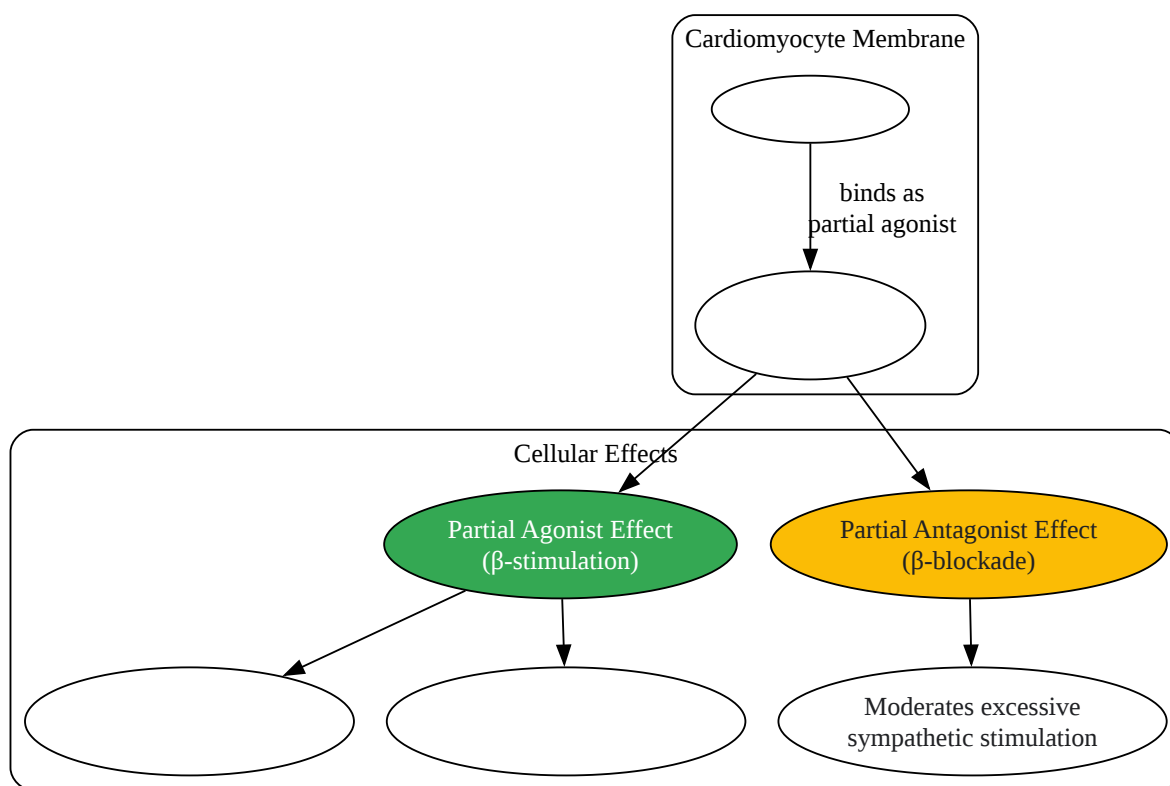 Cardiomyocyte Membrane
binds as
partial agonist
Cellular Effects
Partial Agonist Effect
(β-stimulation)
Partial Antagonist Effect
(β-blockade)
Moderates excessive
sympathetic stimulation